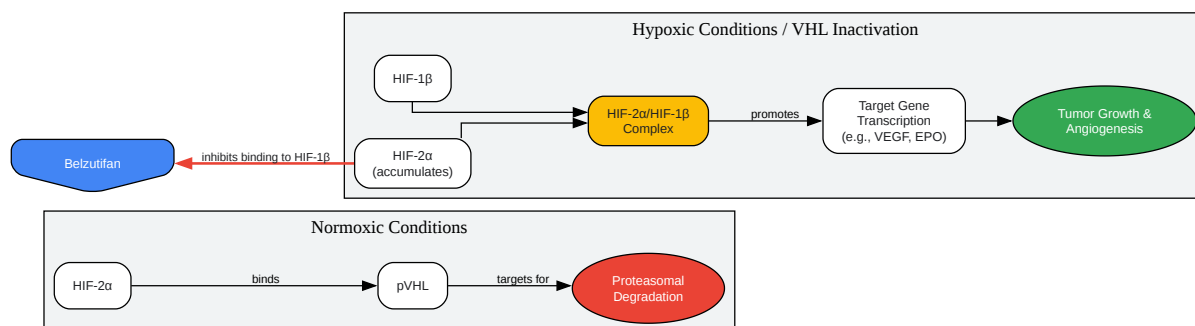 Hypoxic Conditions / VHL Inactivation
HIF-1β
HIF-2α/HIF-1β
Complex
promotes
Target Gene
Transcription
(e.g., VEGF, EPO)
Tumor Growth &
Angiogenesis
Belzutifan
inhibits binding to HIF-1β
HIF-2α
(accumulates)
Normoxic Conditions
HIF-2α
binds
pVHL
targets for
Proteasomal
Degradation